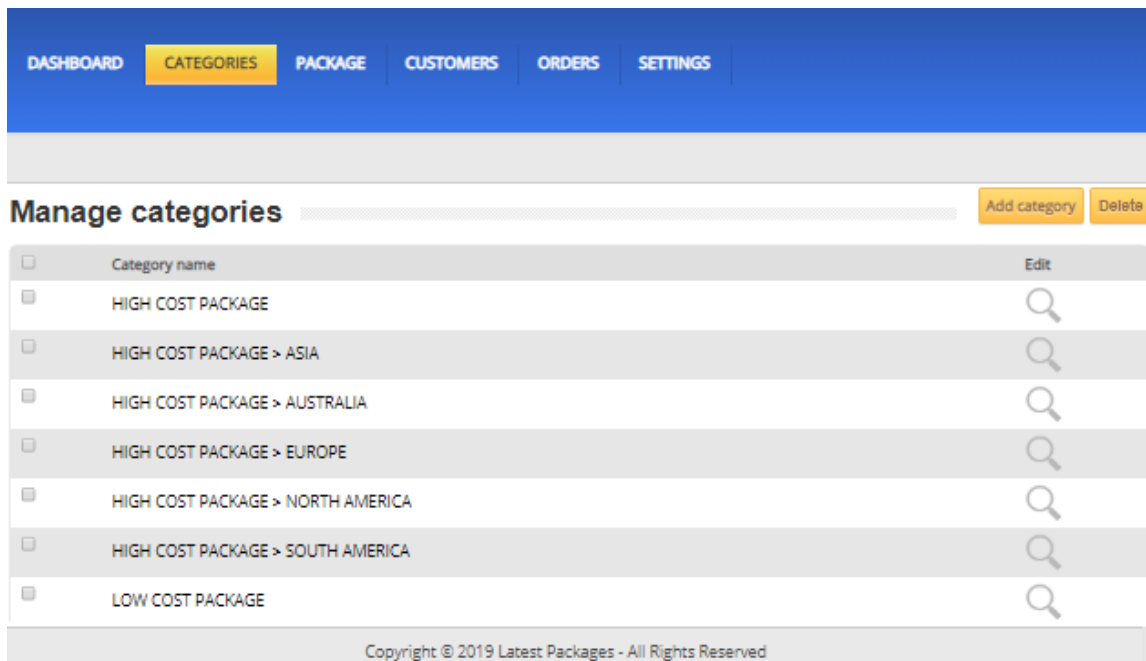 DASHBOARD CATEGORIES PACKAGE CUSTOMERS ORDERS SETTINGS
Manage categories Add category Delete
Category name Edit
HIGH COST PACKAGE
HIGH COST PACKAGE > ASIA
HIGH COST PACKAGE > AUSTRALIA
HIGH COST PACKAGE > EUROPE
HIGH COST PACKAGE > NORTH AMERICA
HIGH COST PACKAGE > SOUTH AMERICA
LOW COST PACKAGE
Copyright © 2019 Latest Packages - All Rights Reserved